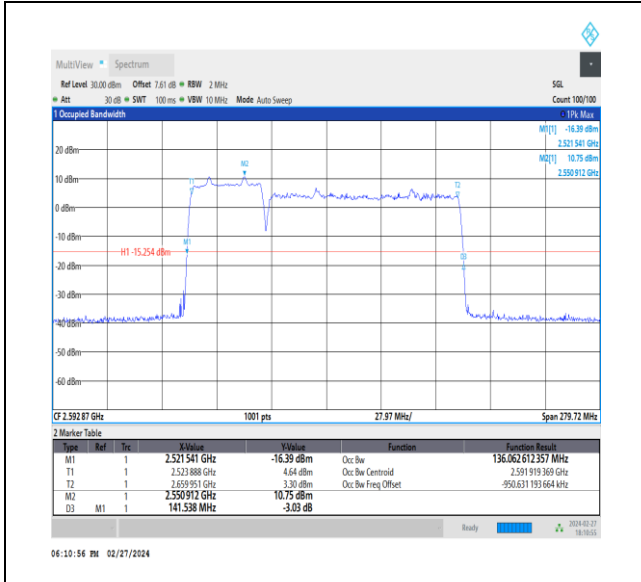 MultiView Spectrum
Ref Level 30.00 dBm Offset 7.61 dB RBW 2 MHz SGL
Att 30 dB SWT 100 ms VBW 10 MHz Mode Auto Sweep Count 100/100
1 Occupied Bandwidth 1Pk Max
M1[1] -16.39 dBm
2.521 541 GHz
20 dBm
M2[1] 10.75 dBm
2.550 912 GHz
M2
10 dBm
T1
T2
0 dBm
-10 dBm
M1
H1 -15.254 dBm
D3
-20 dBm
-30 dBm
-40 dBm
-50 dBm
-60 dBm
CF 2.592 87 GHz 1001 pts 27.97 MHz/ Span 279.72 MHz
2 Marker Table
Type Ref Trc X-Value Y-Value Function Function Result
M1 1 2.521 541 GHz -16.39 dBm Occ Bw 136.062 612 357 MHz
T1 1 2.523 888 GHz 4.64 dBm Occ Bw Centroid 2.591 919 369 GHz
T2 1 2.659 951 GHz 3.30 dBm Occ Bw Freq Offset -950.631 193 664 kHz
M2 1 2.550 912 GHz 10.75 dBm
D3 M1 1 141.538 MHz -3.03 dB
Ready 2024-02-27
18:10:55
06:10:56 PM 02/27/2024